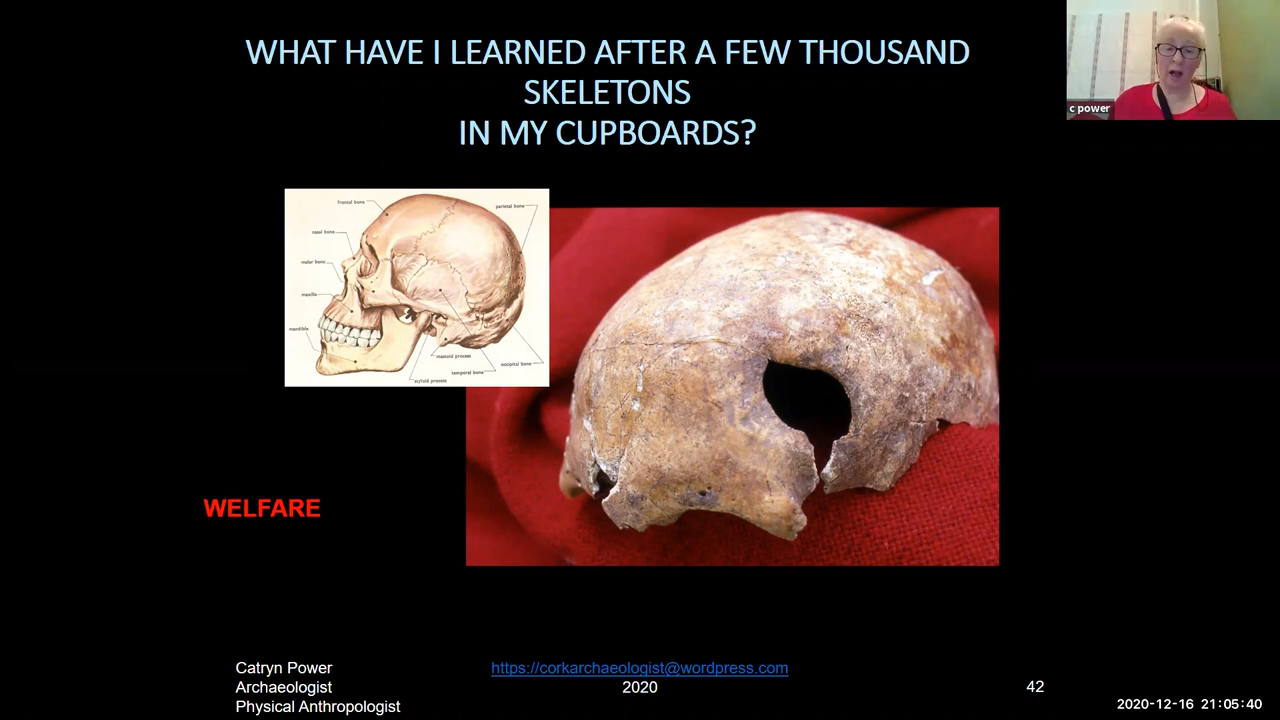 WHAT HAVE I LEARNED AFTER A FEW THOUSAND
SKELETONS
IN MY CUPBOARDS?
c power
frontal bone
parietal bone
nasal bone
malar bone
maxilla
mandible
mastoid process
occipital bone
temporal bone
styloid process
WELFARE
Catryn Power
Archaeologist
Physical Anthropologist
https://corkarchaeologist@wordpress.com
2020
42
2020-12-16 21:05:40